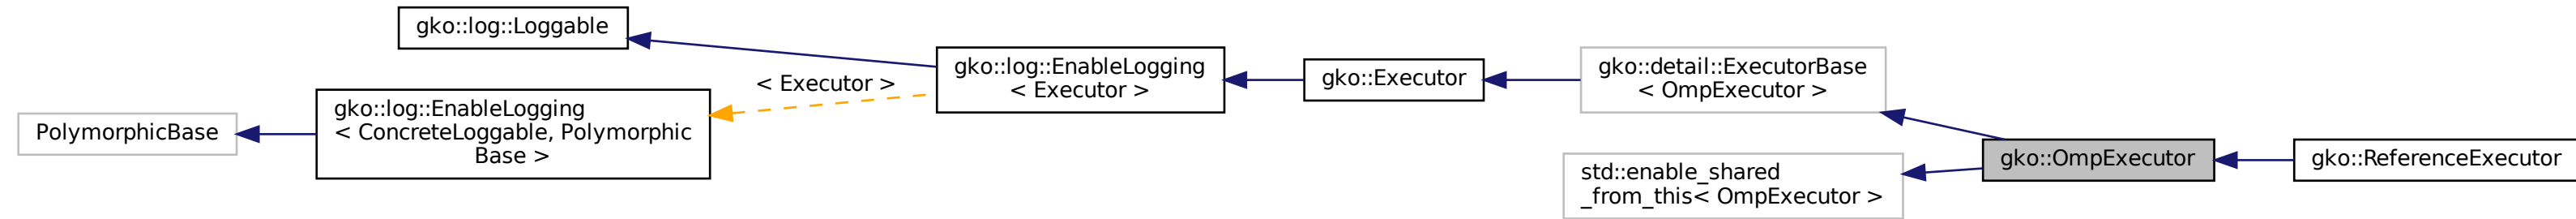 gko::log::Loggable
gko::log::EnableLogging
< Executor >
gko::Executor
gko::detail::ExecutorBase
< OmpExecutor >
< Executor >
gko::log::EnableLogging
< ConcreteLoggable, Polymorphic
Base >
PolymorphicBase
gko::OmpExecutor
gko::ReferenceExecutor
std::enable_shared
_from_this< OmpExecutor >